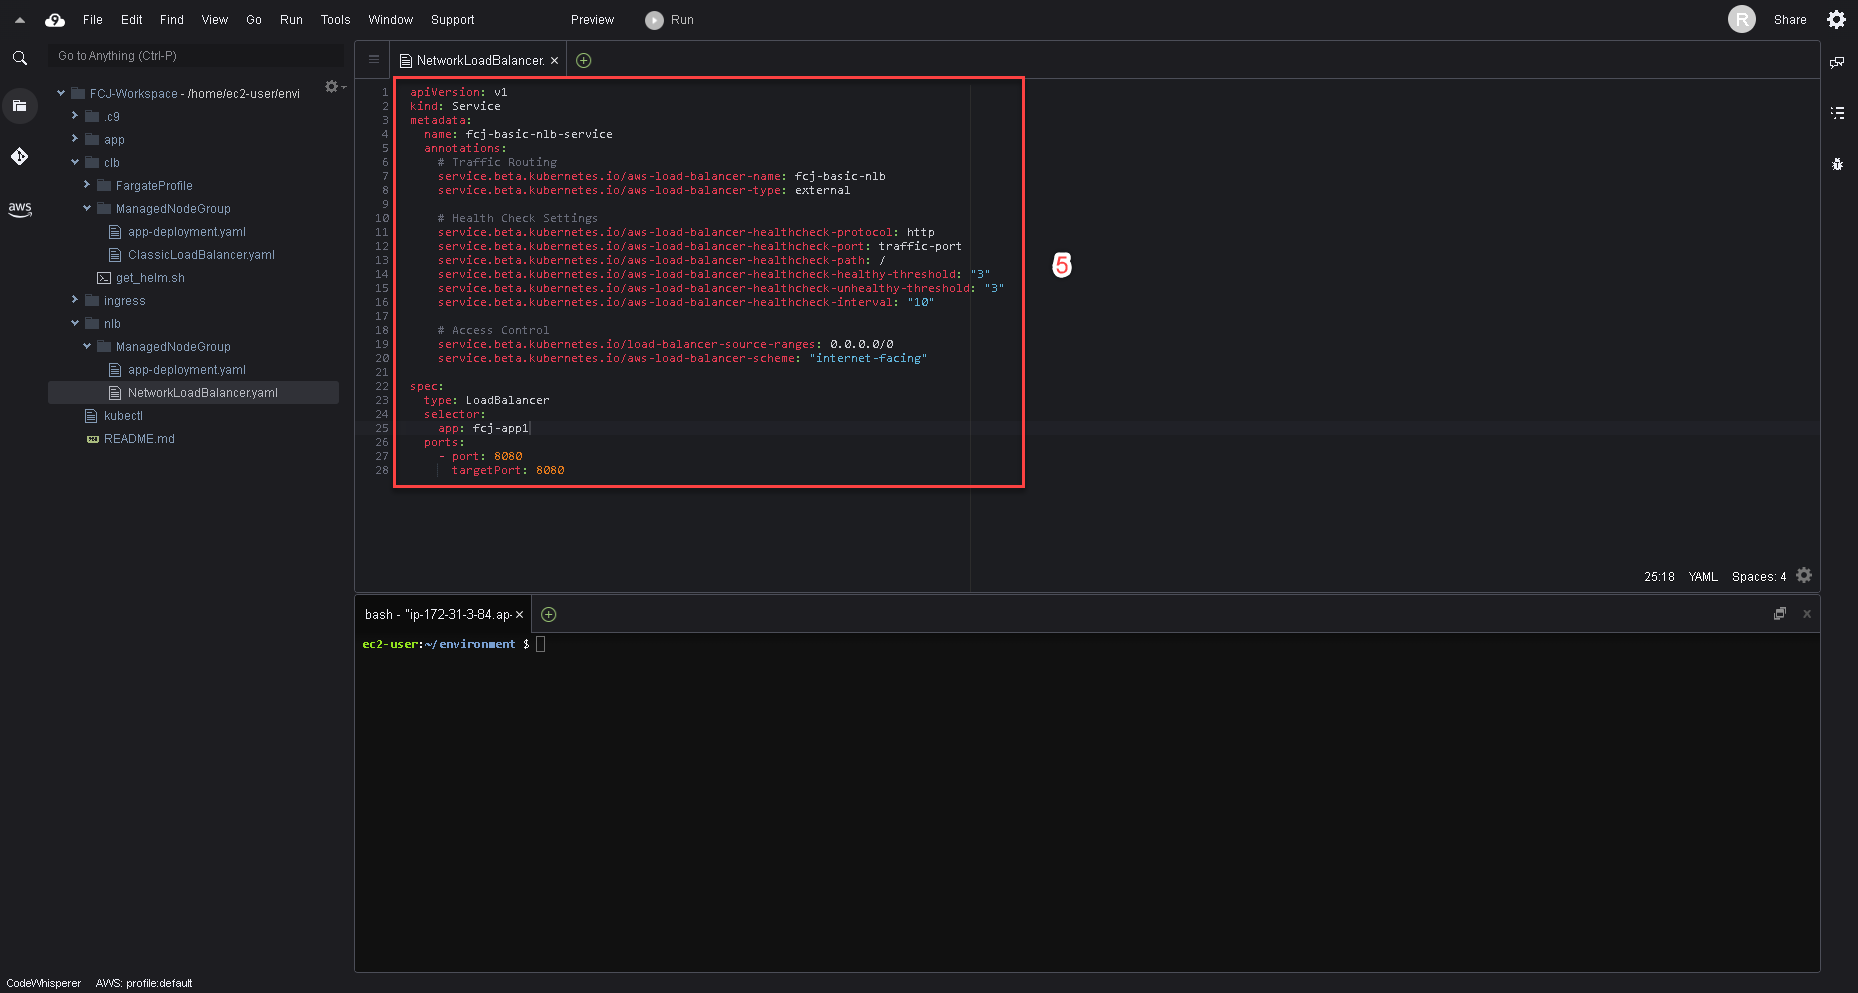 File Edit Find View Go Run Tools Window Support Preview Run R Share
Go to Anything (Ctrl-P)
FCJ-Workspace - /home/ec2-user/envi
.c9
app
clb
FargateProfile
ManagedNodeGroup
app-deployment.yaml
ClassicLoadBalancer.yaml
get_helm.sh
ingress
nlb
ManagedNodeGroup
app-deployment.yaml
NetworkLoadBalancer.yaml
kubectl
README.md
aws
NetworkLoadBalancer.
1 apiVersion: v1
2 kind: Service
3 metadata:
4 name: fcj-basic-nlb-service
5 annotations:
6 # Traffic Routing
7 service.beta.kubernetes.io/aws-load-balancer-name: fcj-basic-nlb
8 service.beta.kubernetes.io/aws-load-balancer-type: external
9
10 # Health Check Settings
11 service.beta.kubernetes.io/aws-load-balancer-healthcheck-protocol: http
12 service.beta.kubernetes.io/aws-load-balancer-healthcheck-port: traffic-port
13 service.beta.kubernetes.io/aws-load-balancer-healthcheck-path: /
14 service.beta.kubernetes.io/aws-load-balancer-healthcheck-healthy-threshold: "3"
15 service.beta.kubernetes.io/aws-load-balancer-healthcheck-unhealthy-threshold: "3"
16 service.beta.kubernetes.io/aws-load-balancer-healthcheck-interval: "10"
17
18 # Access Control
19 service.beta.kubernetes.io/load-balancer-source-ranges: 0.0.0.0/0
20 service.beta.kubernetes.io/aws-load-balancer-scheme: "internet-facing"
21
22 spec:
23 type: LoadBalancer
24 selector:
25 app: fcj-app1
26 ports:
27 - port: 8080
28 targetPort: 8080
5
25:18 YAML Spaces: 4
bash - "ip-172-31-3-84.ap-
ec2-user:~/environment $
CodeWhisperer AWS: profile:default